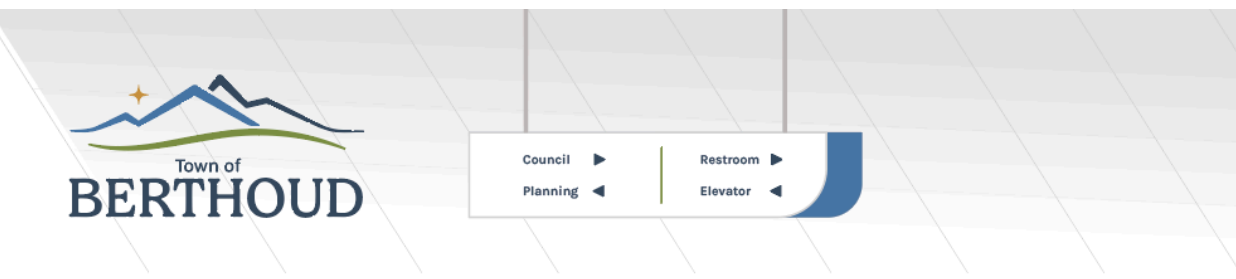 Town of
BERTHOUD
Council ▶
Planning ◀
Restroom ▶
Elevator ◀